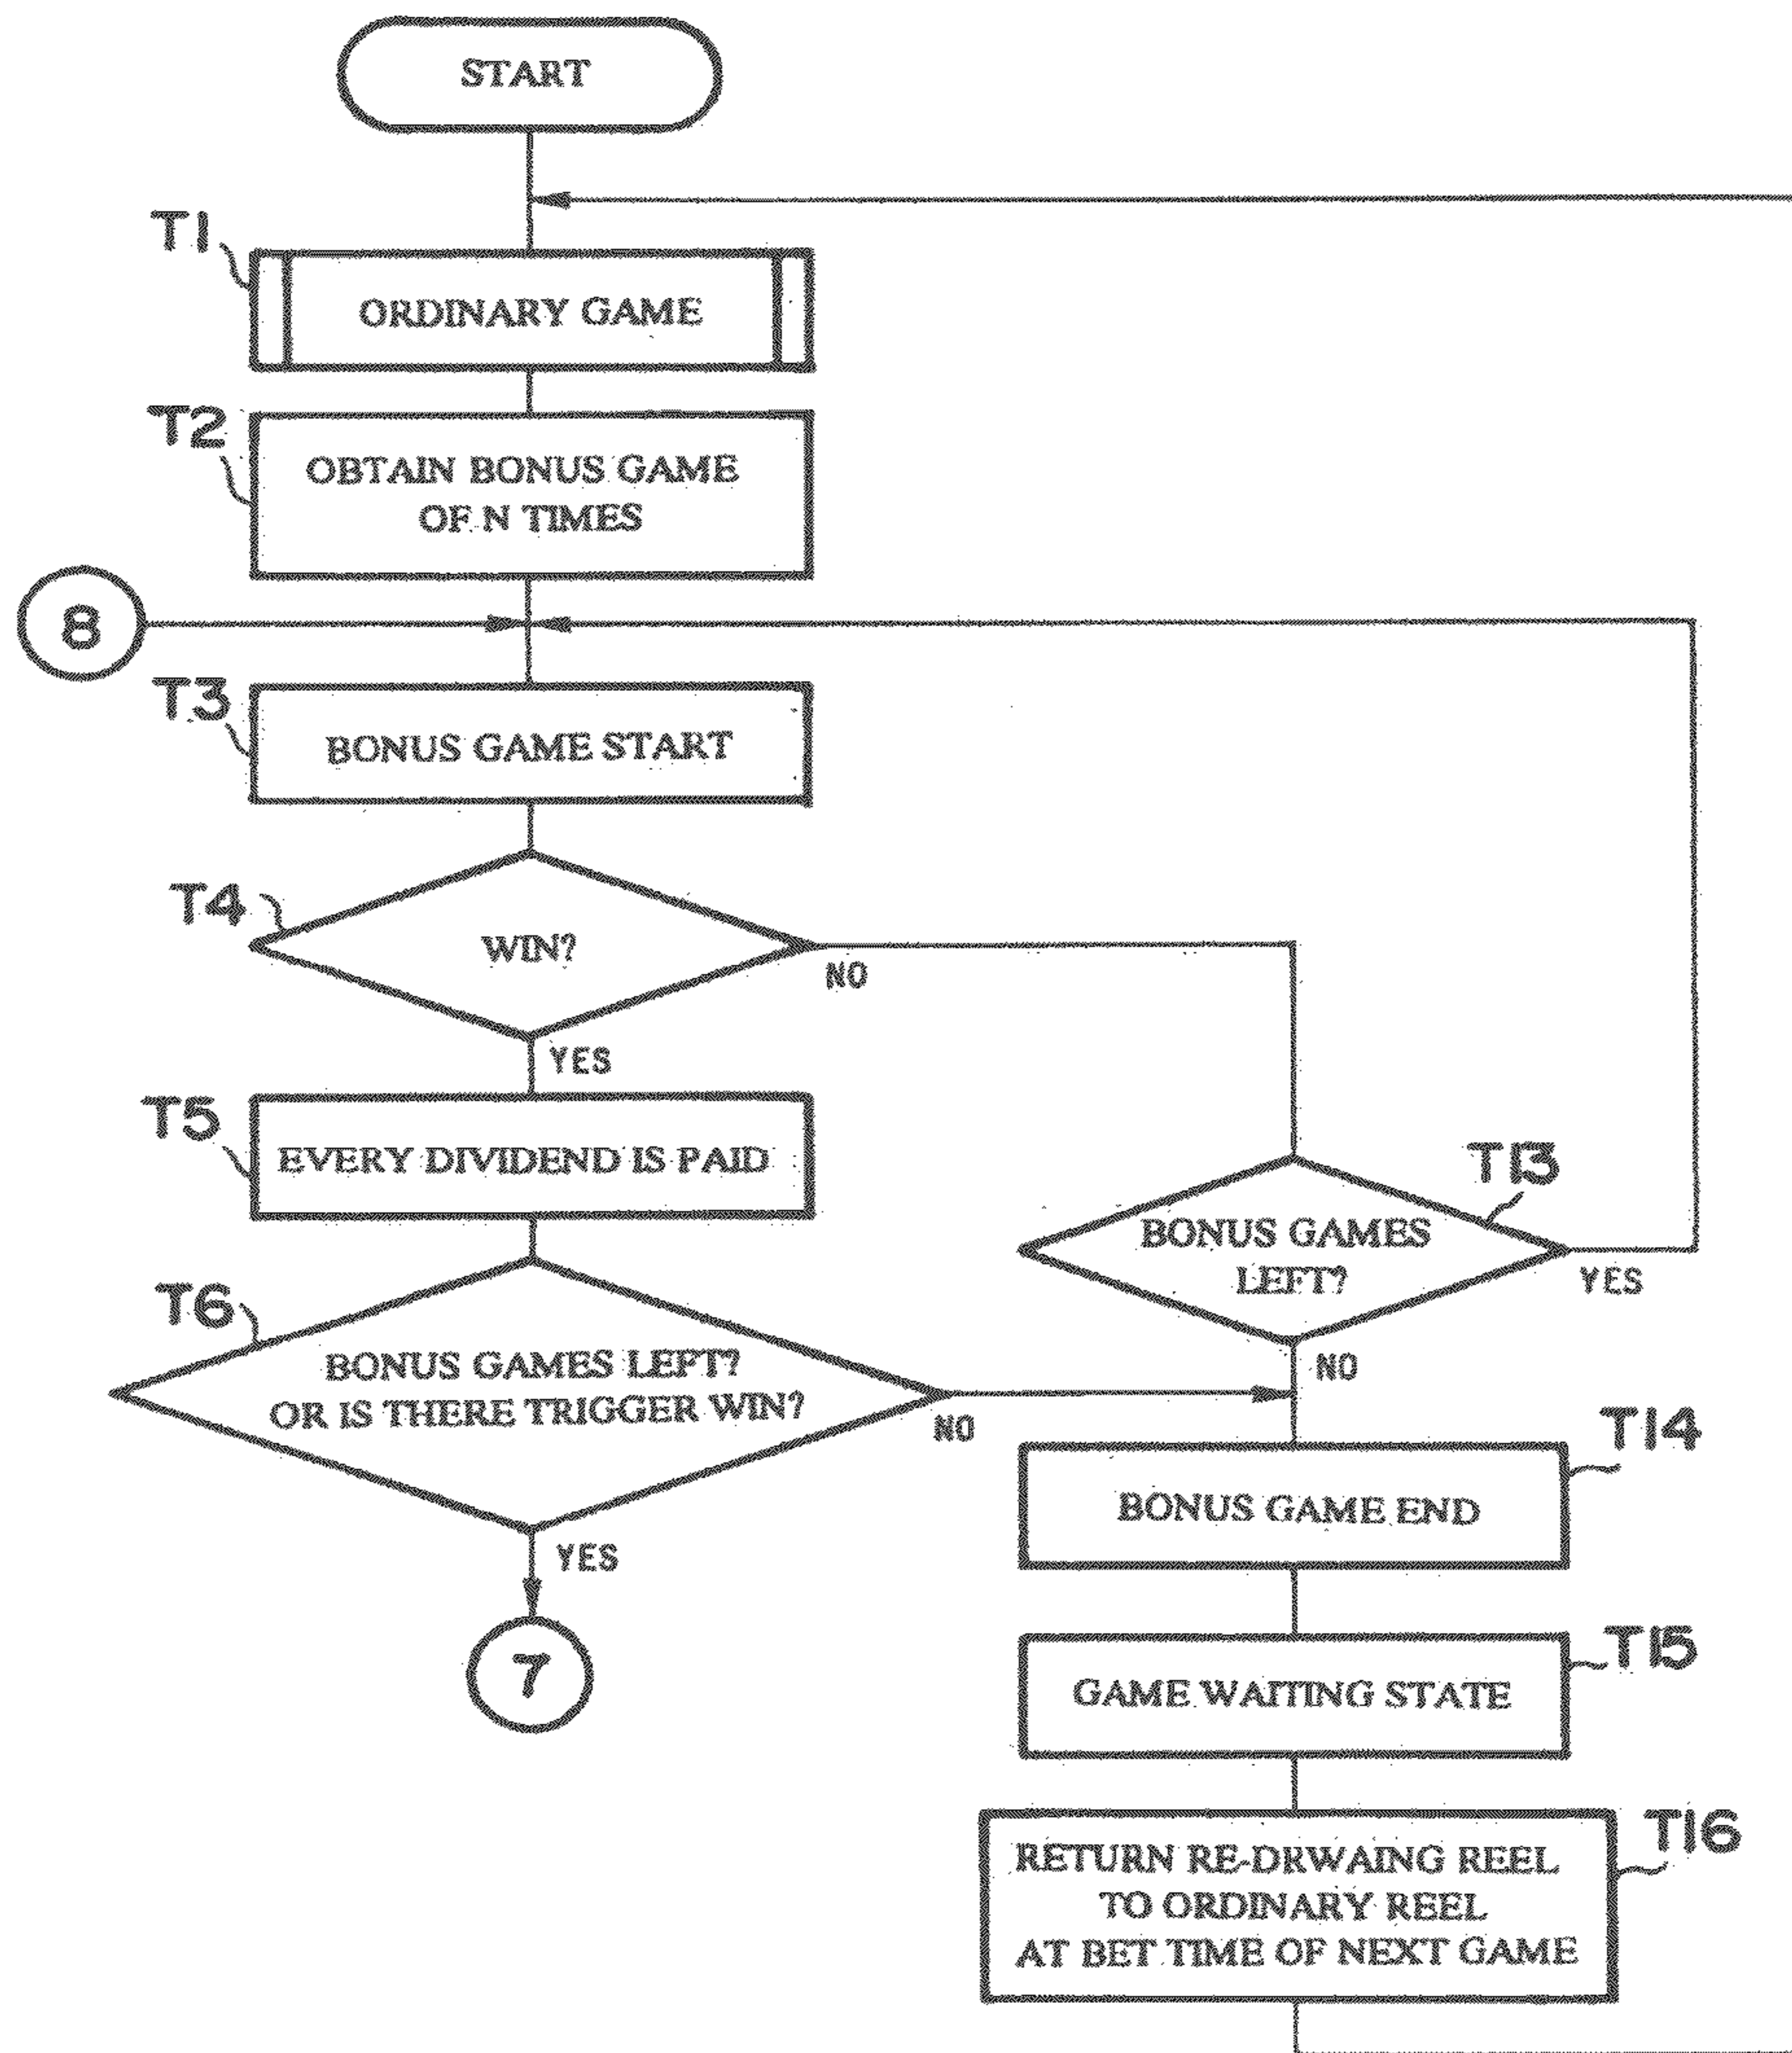 START
T1
ORDINARY GAME
T2
OBTAIN BONUS GAME
OF N TIMES
8
T3
BONUS GAME START
T4
WIN?
NO
YES
T5
EVERY DIVIDEND IS PAID
T6
BONUS GAMES LEFT?
OR IS THERE TRIGGER WIN?
NO
YES
7
T13
BONUS GAMES
LEFT?
YES
NO
T14
BONUS GAME END
T15
GAME WAITING STATE
T16
RETURN RE-DRWAING REEL
TO ORDINARY REEL
AT BET TIME OF NEXT GAME